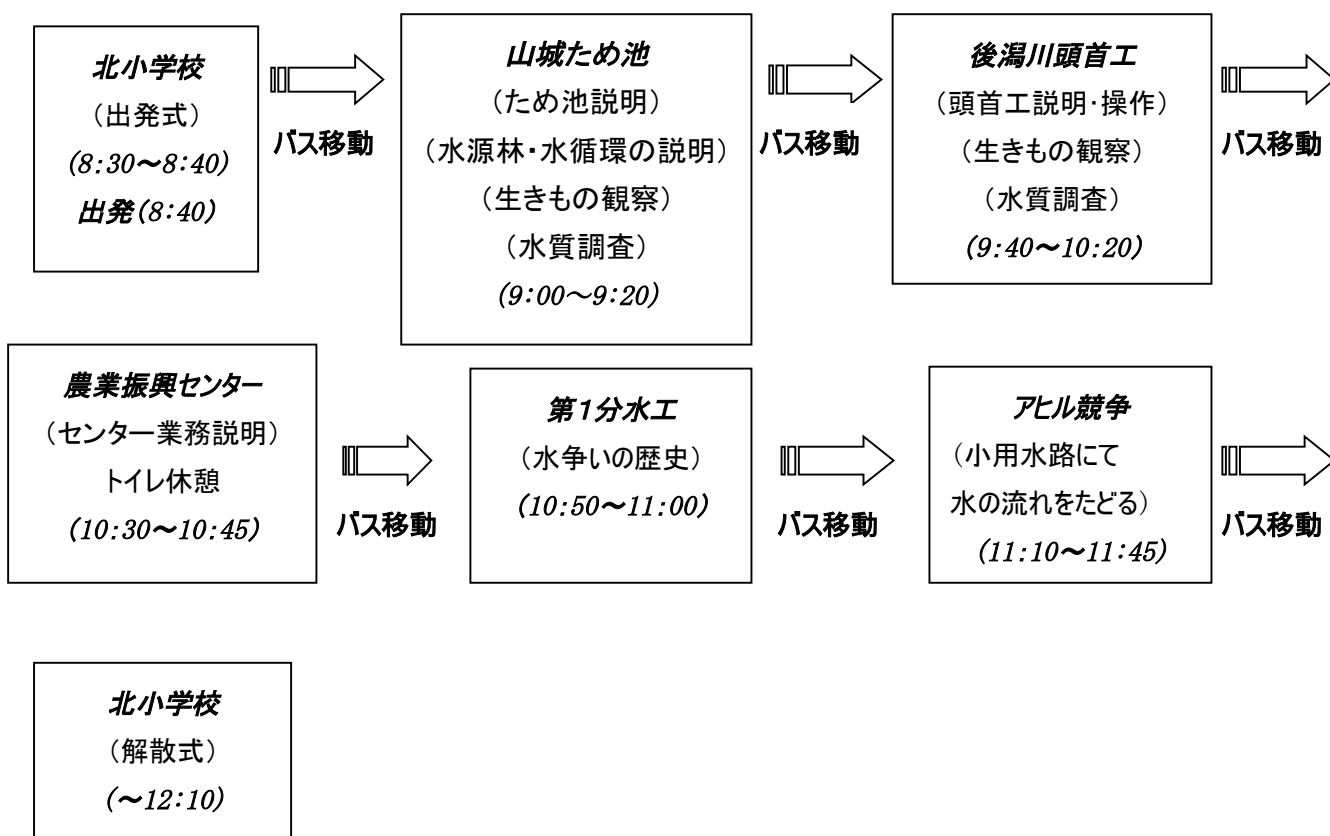 北小学校
(出発式)
(8:30~8:40)
出発(8:40)
バス移動
山城ため池
(ため池説明)
(水源林・水循環の説明)
(生きもの観察)
(水質調査)
(9:00~9:20)
バス移動
後潟川頭首工
(頭首工説明・操作)
(生きもの観察)
(水質調査)
(9:40~10:20)
バス移動
農業振興センター
(センター業務説明)
トイレ休憩
(10:30~10:45)
バス移動
第1分水工
(水争いの歴史)
(10:50~11:00)
バス移動
アヒル競争
(小用水路にて
水の流れをたどる)
(11:10~11:45)
バス移動
北小学校
(解散式)
(~12:10)